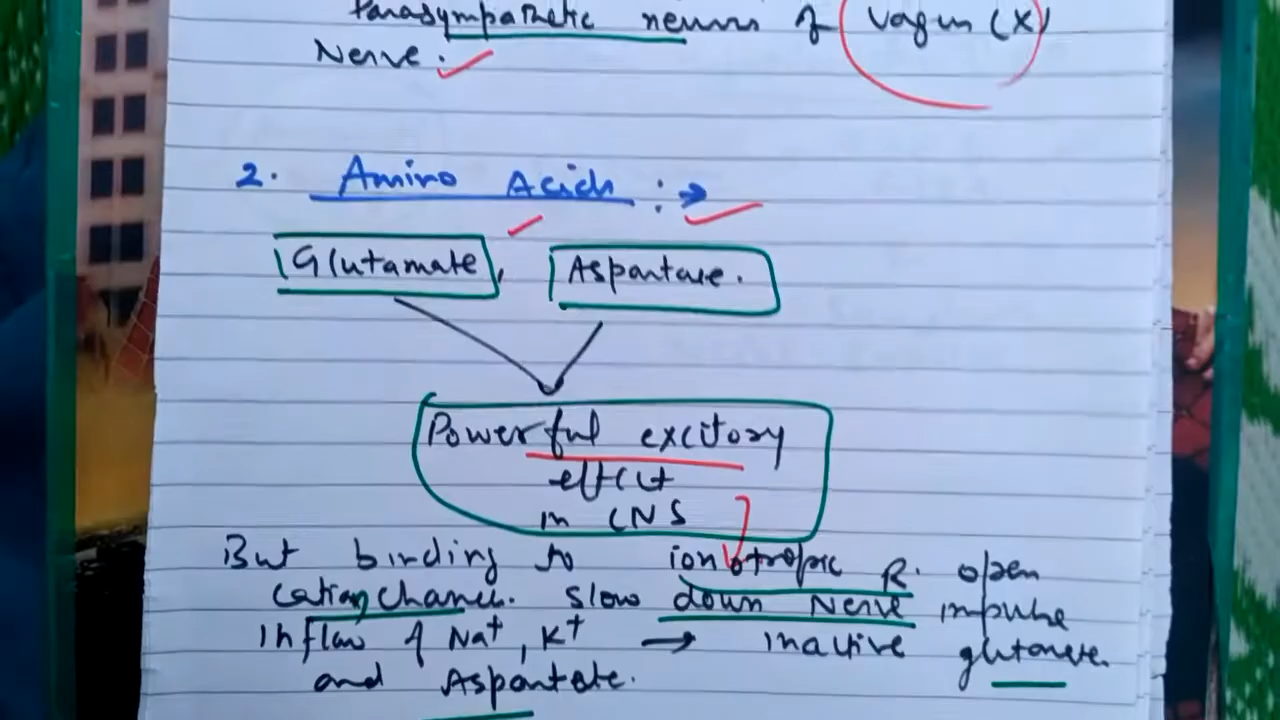 Parasympathetic neurns of Vagus (X)
Nerve.
2. Amino Acids :→
Glutamate, Aspartate.
Powerful excitory
effect
in CNS
But binding to ionotropic R. open
Cation channel. slow down Nerve impulse
Inflow of Na+, K+ → inactive glutamate
and Aspartate.